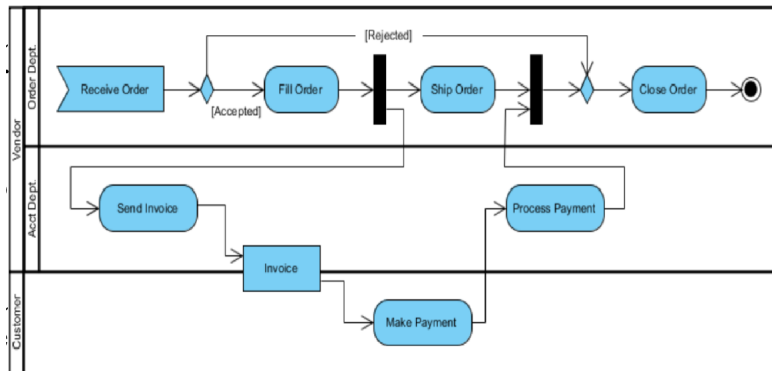 Vendor
Order Dept.
[Rejected]
Receive Order
[Accepted]
Fill Order
Ship Order
Close Order
Acct Dept.
Send Invoice
Process Payment
Invoice
Customer
Make Payment